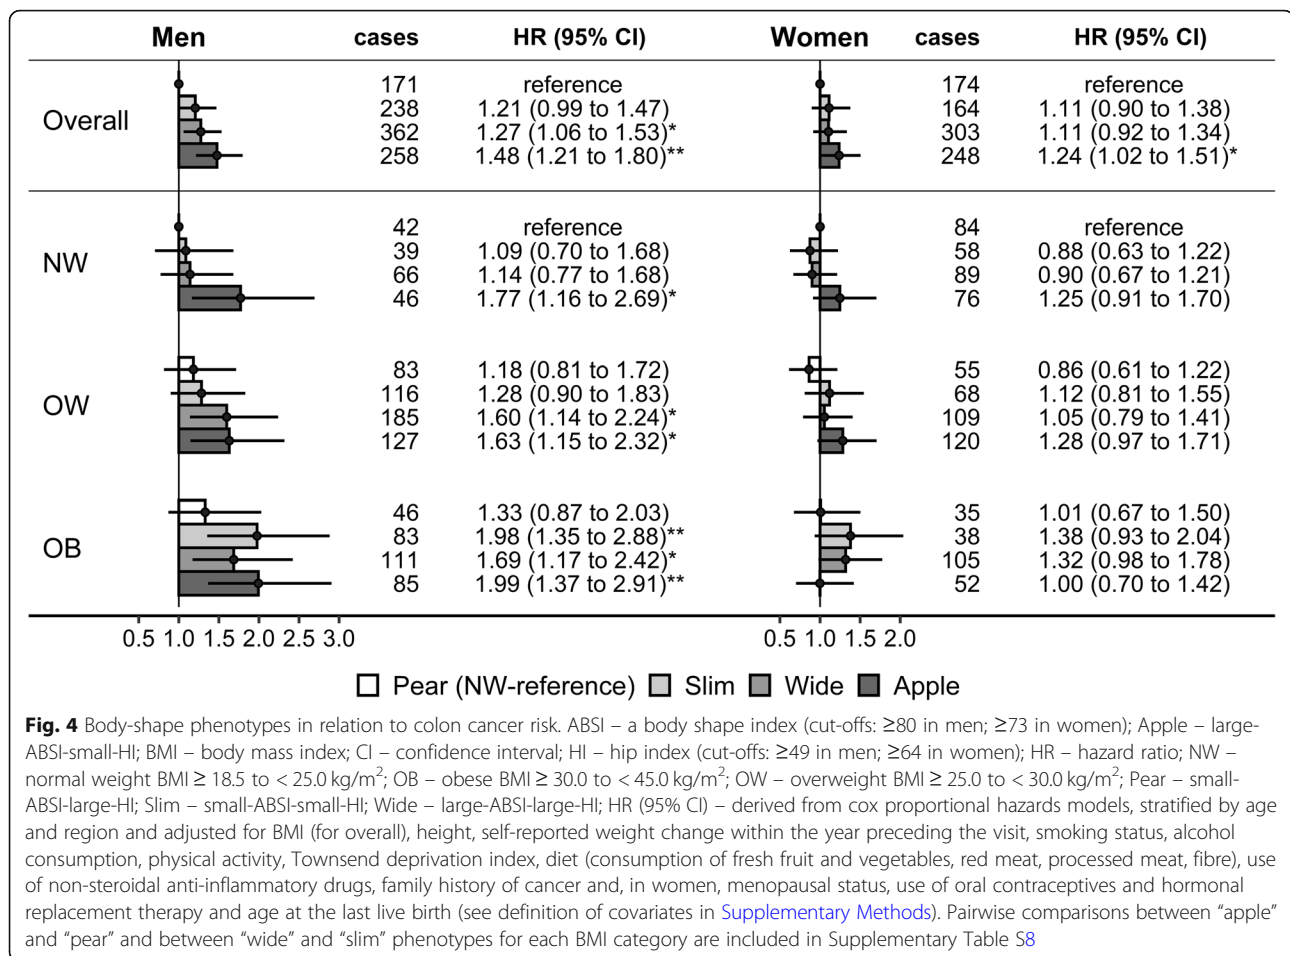 Men cases HR (95% CI) Women cases HR (95% CI)
171 reference 174 reference
238 1.21 (0.99 to 1.47) 164 1.11 (0.90 to 1.38)
Overall
362 1.27 (1.06 to 1.53)* 303 1.11 (0.92 to 1.34)
258 1.48 (1.21 to 1.80)** 248 1.24 (1.02 to 1.51)*
42 reference 84 reference
39 1.09 (0.70 to 1.68) 58 0.88 (0.63 to 1.22)
NW
66 1.14 (0.77 to 1.68) 89 0.90 (0.67 to 1.21)
46 1.77 (1.16 to 2.69)* 76 1.25 (0.91 to 1.70)
83 1.18 (0.81 to 1.72) 55 0.86 (0.61 to 1.22)
116 1.28 (0.90 to 1.83) 68 1.12 (0.81 to 1.55)
OW
185 1.60 (1.14 to 2.24)* 109 1.05 (0.79 to 1.41)
127 1.63 (1.15 to 2.32)* 120 1.28 (0.97 to 1.71)
46 1.33 (0.87 to 2.03) 35 1.01 (0.67 to 1.50)
83 1.98 (1.35 to 2.88)** 38 1.38 (0.93 to 2.04)
OB
111 1.69 (1.17 to 2.42)* 105 1.32 (0.98 to 1.78)
85 1.99 (1.37 to 2.91)** 52 1.00 (0.70 to 1.42)
0.5 1.0 1.5 2.0 2.5 3.0 0.5 1.0 1.5 2.0
Pear (NW-reference) Slim Wide Apple
Fig. 4 Body-shape phenotypes in relation to colon cancer risk. ABSI – a body shape index (cut-offs: ≥80 in men; ≥73 in women); Apple – large-
ABSI-small-HI; BMI – body mass index; CI – confidence interval; HI – hip index (cut-offs: ≥49 in men; ≥64 in women); HR – hazard ratio; NW –
normal weight BMI ≥ 18.5 to < 25.0 kg/m²; OB – obese BMI ≥ 30.0 to < 45.0 kg/m²; OW – overweight BMI ≥ 25.0 to < 30.0 kg/m²; Pear – small-
ABSI-large-HI; Slim – small-ABSI-small-HI; Wide – large-ABSI-large-HI; HR (95% CI) – derived from cox proportional hazards models, stratified by age
and region and adjusted for BMI (for overall), height, self-reported weight change within the year preceding the visit, smoking status, alcohol
consumption, physical activity, Townsend deprivation index, diet (consumption of fresh fruit and vegetables, red meat, processed meat, fibre), use
of non-steroidal anti-inflammatory drugs, family history of cancer and, in women, menopausal status, use of oral contraceptives and hormonal
replacement therapy and age at the last live birth (see definition of covariates in Supplementary Methods). Pairwise comparisons between “apple”
and “pear” and between “wide” and “slim” phenotypes for each BMI category are included in Supplementary Table S8